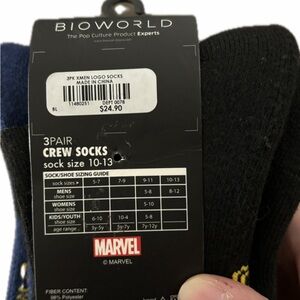 BIOWORLD
The Pop Culture Product Experts
3PK XMEN LOGO SOCKS
MADE IN CHINA
BL 11480251 DEPT 0078
$24.90
3PAIR
CREW SOCKS
sock size 10-13
SOCK/SHOE SIZING GUIDE
sock sizes 5-7 7-9 9-11 10-13
MENS shoe size 5-8 8-12
WOMENS shoe size 5-10
KIDS/YOUTH shoe size 6-10 10-4 5-8
age range 3y-5y 5y-7y 7y-12y
MARVEL
© MARVEL
FIBER CONTENT:
98% Polyester